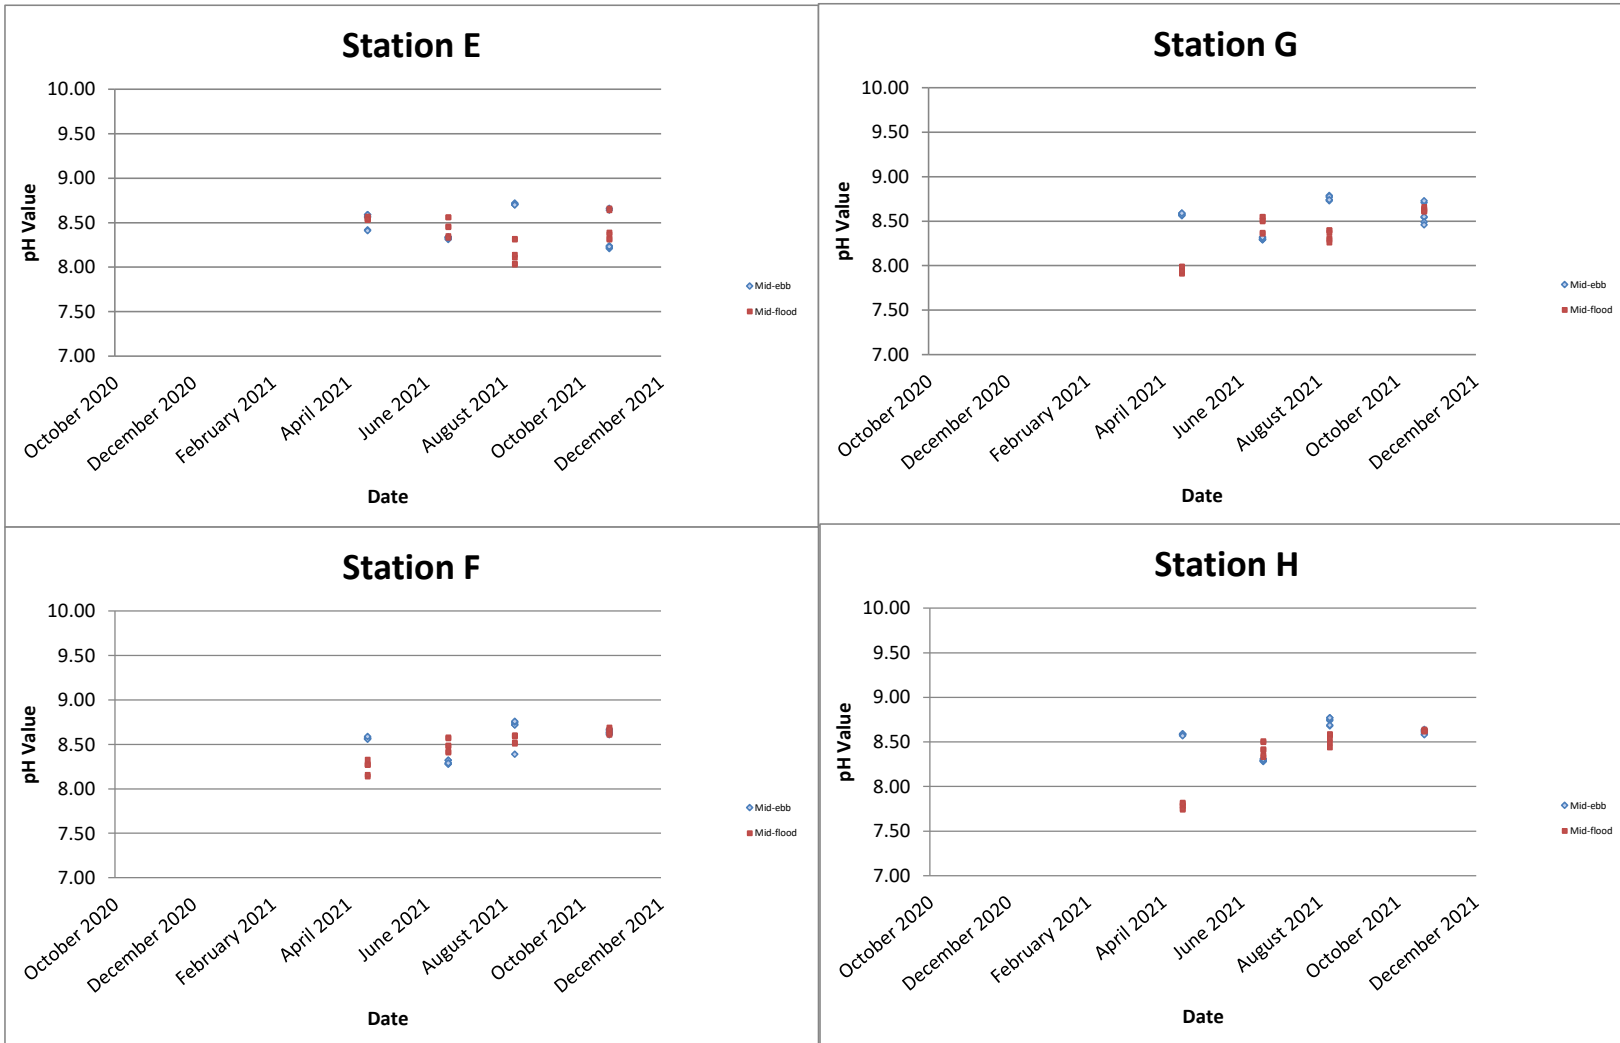 Station E
10.00
9.50
9.00
8.50
8.00
7.50
7.00
pH Value
October 2020
December 2020
February 2021
April 2021
June 2021
August 2021
October 2021
December 2021
Date
Mid-ebb
Mid-flood
Station G
10.00
9.50
9.00
8.50
8.00
7.50
7.00
pH Value
October 2020
December 2020
February 2021
April 2021
June 2021
August 2021
October 2021
December 2021
Date
Mid-ebb
Mid-flood
Station F
10.00
9.50
9.00
8.50
8.00
7.50
7.00
pH Value
October 2020
December 2020
February 2021
April 2021
June 2021
August 2021
October 2021
December 2021
Date
Mid-ebb
Mid-flood
Station H
10.00
9.50
9.00
8.50
8.00
7.50
7.00
pH Value
October 2020
December 2020
February 2021
April 2021
June 2021
August 2021
October 2021
December 2021
Date
Mid-ebb
Mid-flood